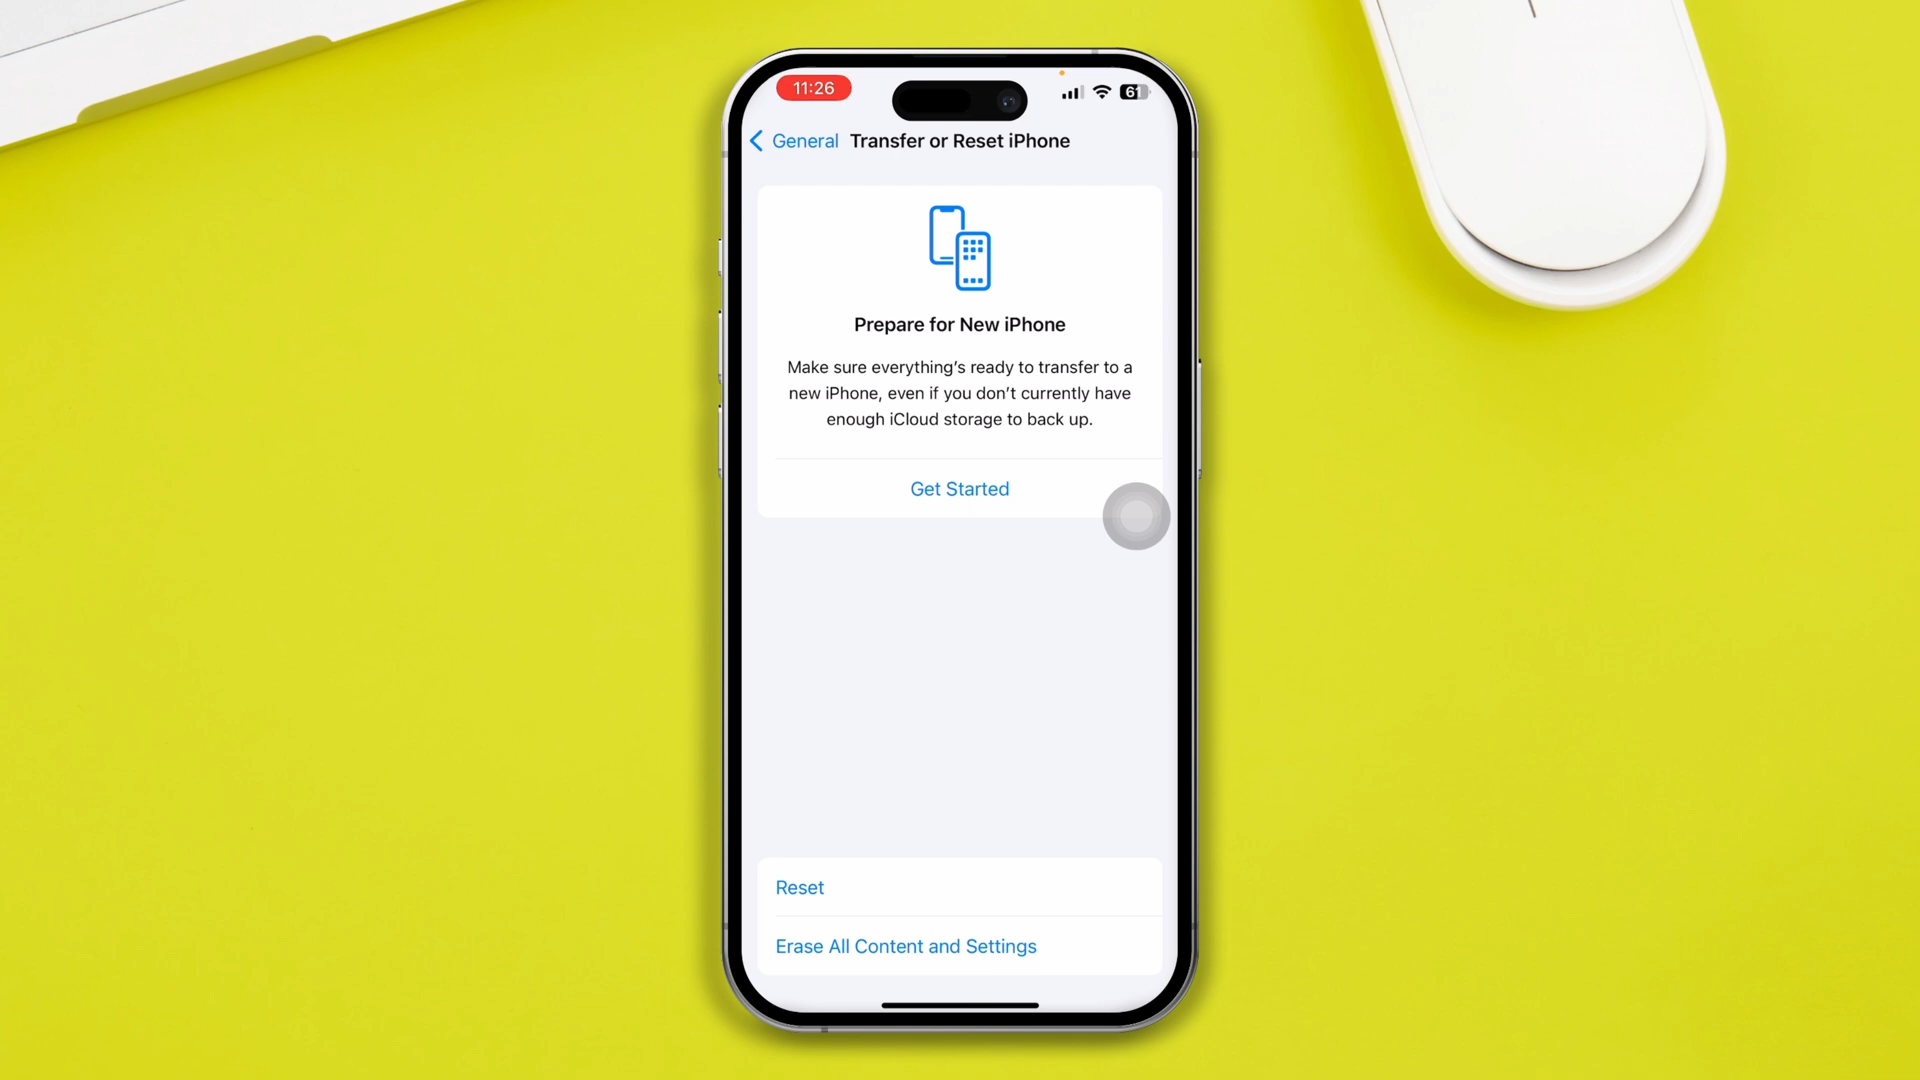 11:26
61
General
Transfer or Reset iPhone
Prepare for New iPhone
Make sure everything's ready to transfer to a
new iPhone, even if you don't currently have
enough iCloud storage to back up.
Get Started
Reset
Erase All Content and Settings